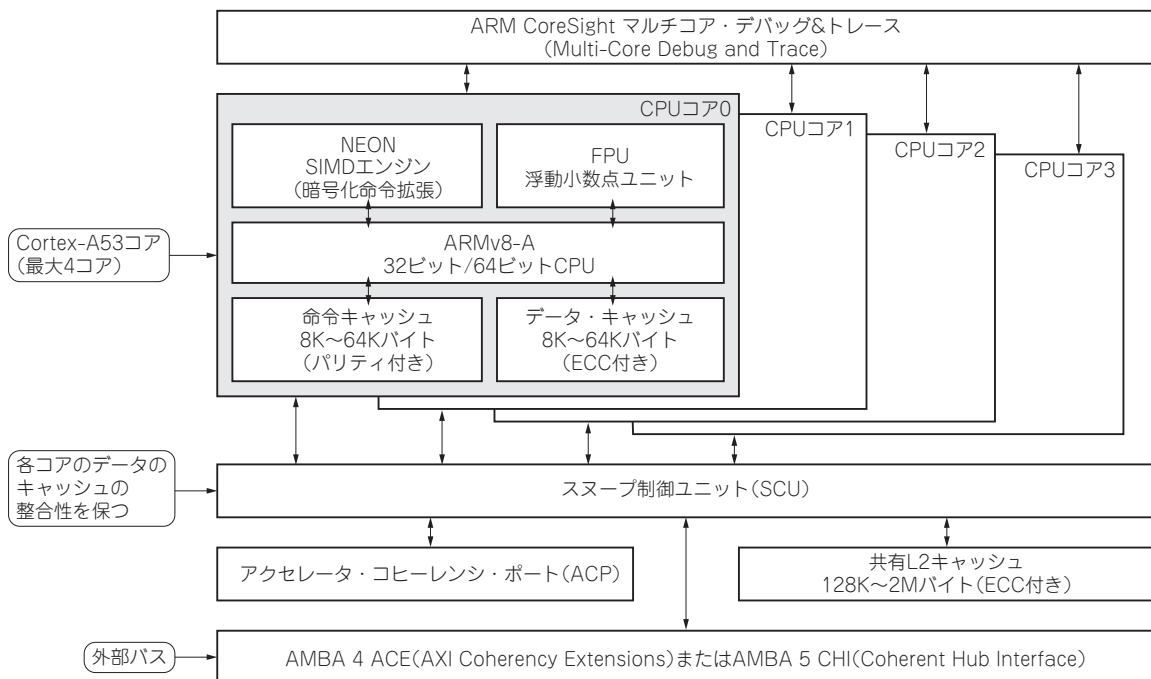 ARM CoreSight マルチコア・デバッグ&トレース
(Multi-Core Debug and Trace)
CPUコア0
CPUコア1
CPUコア2
CPUコア3
NEON
SIMDエンジン
(暗号化命令拡張)
FPU
浮動小数点ユニット
Cortex-A53コア
(最大4コア)
ARMv8-A
32ビット/64ビットCPU
命令キャッシュ
8K〜64Kバイト
(パリティ付き)
データ・キャッシュ
8K〜64Kバイト
(ECC付き)
各コアのデータの
キャッシュの
整合性を保つ
スヌープ制御ユニット(SCU)
アクセレータ・コヒーレンシ・ポート(ACP)
共有L2キャッシュ
128K〜2Mバイト(ECC付き)
外部バス
AMBA 4 ACE(AXI Coherency Extensions)またはAMBA 5 CHI(Coherent Hub Interface)